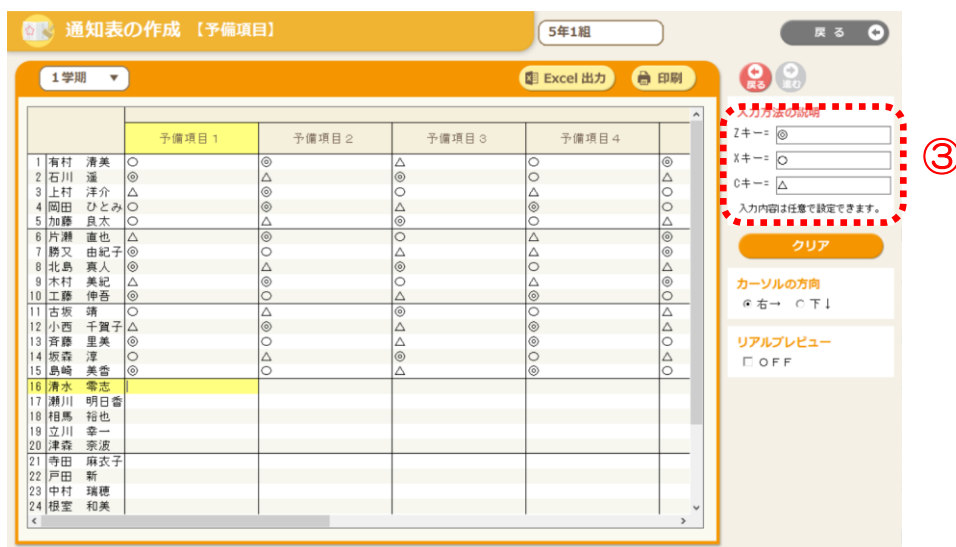 通知表の作成 【予備項目】
5年1組
戻る
1学期 ▼
Excel 出力
印刷
戻る
進む
予備項目1 予備項目2 予備項目3 予備項目4
1 有村 清美 ○ ◎ △ ○ ◎
2 石川 遥 ◎ △ ◎ ○ △
3 上村 洋介 △ ◎ ○ △ ○
4 岡田 ひとみ ○ ◎ △ ◎ ○
5 加藤 良太 ○ △ ◎ ○ △
6 片瀬 直也 △ ◎ ○ △ ◎
7 勝又 由紀子 ◎ ○ △ △ ◎
8 北島 真人 ◎ △ ◎ ○ △
9 木村 美紀 △ ◎ ○ △ ◎
10 工藤 伸吾 ◎ ○ △ ◎ ○
11 古坂 靖 ○ △ ◎ ○ △
12 小西 千賀子 △ ◎ △ ◎ △
13 斉藤 里美 ◎ ○ △ ◎ ○
14 坂森 淳 ○ △ ◎ ○ △
15 島崎 美香 ◎ ○ △ ◎ ○
16 清水 零志
17 瀬川 明日香
18 相馬 裕也
19 立川 幸一
20 津森 奈波
21 寺田 麻衣子
22 戸田 新
23 中村 瑞穂
24 根室 和美
入力方法の説明
Zキー= ◎
Xキー= ○
Cキー= △
入力内容は任意で設定できます。
③
クリア
カーソルの方向
右→ 下↓
リアルプレビュー
OFF